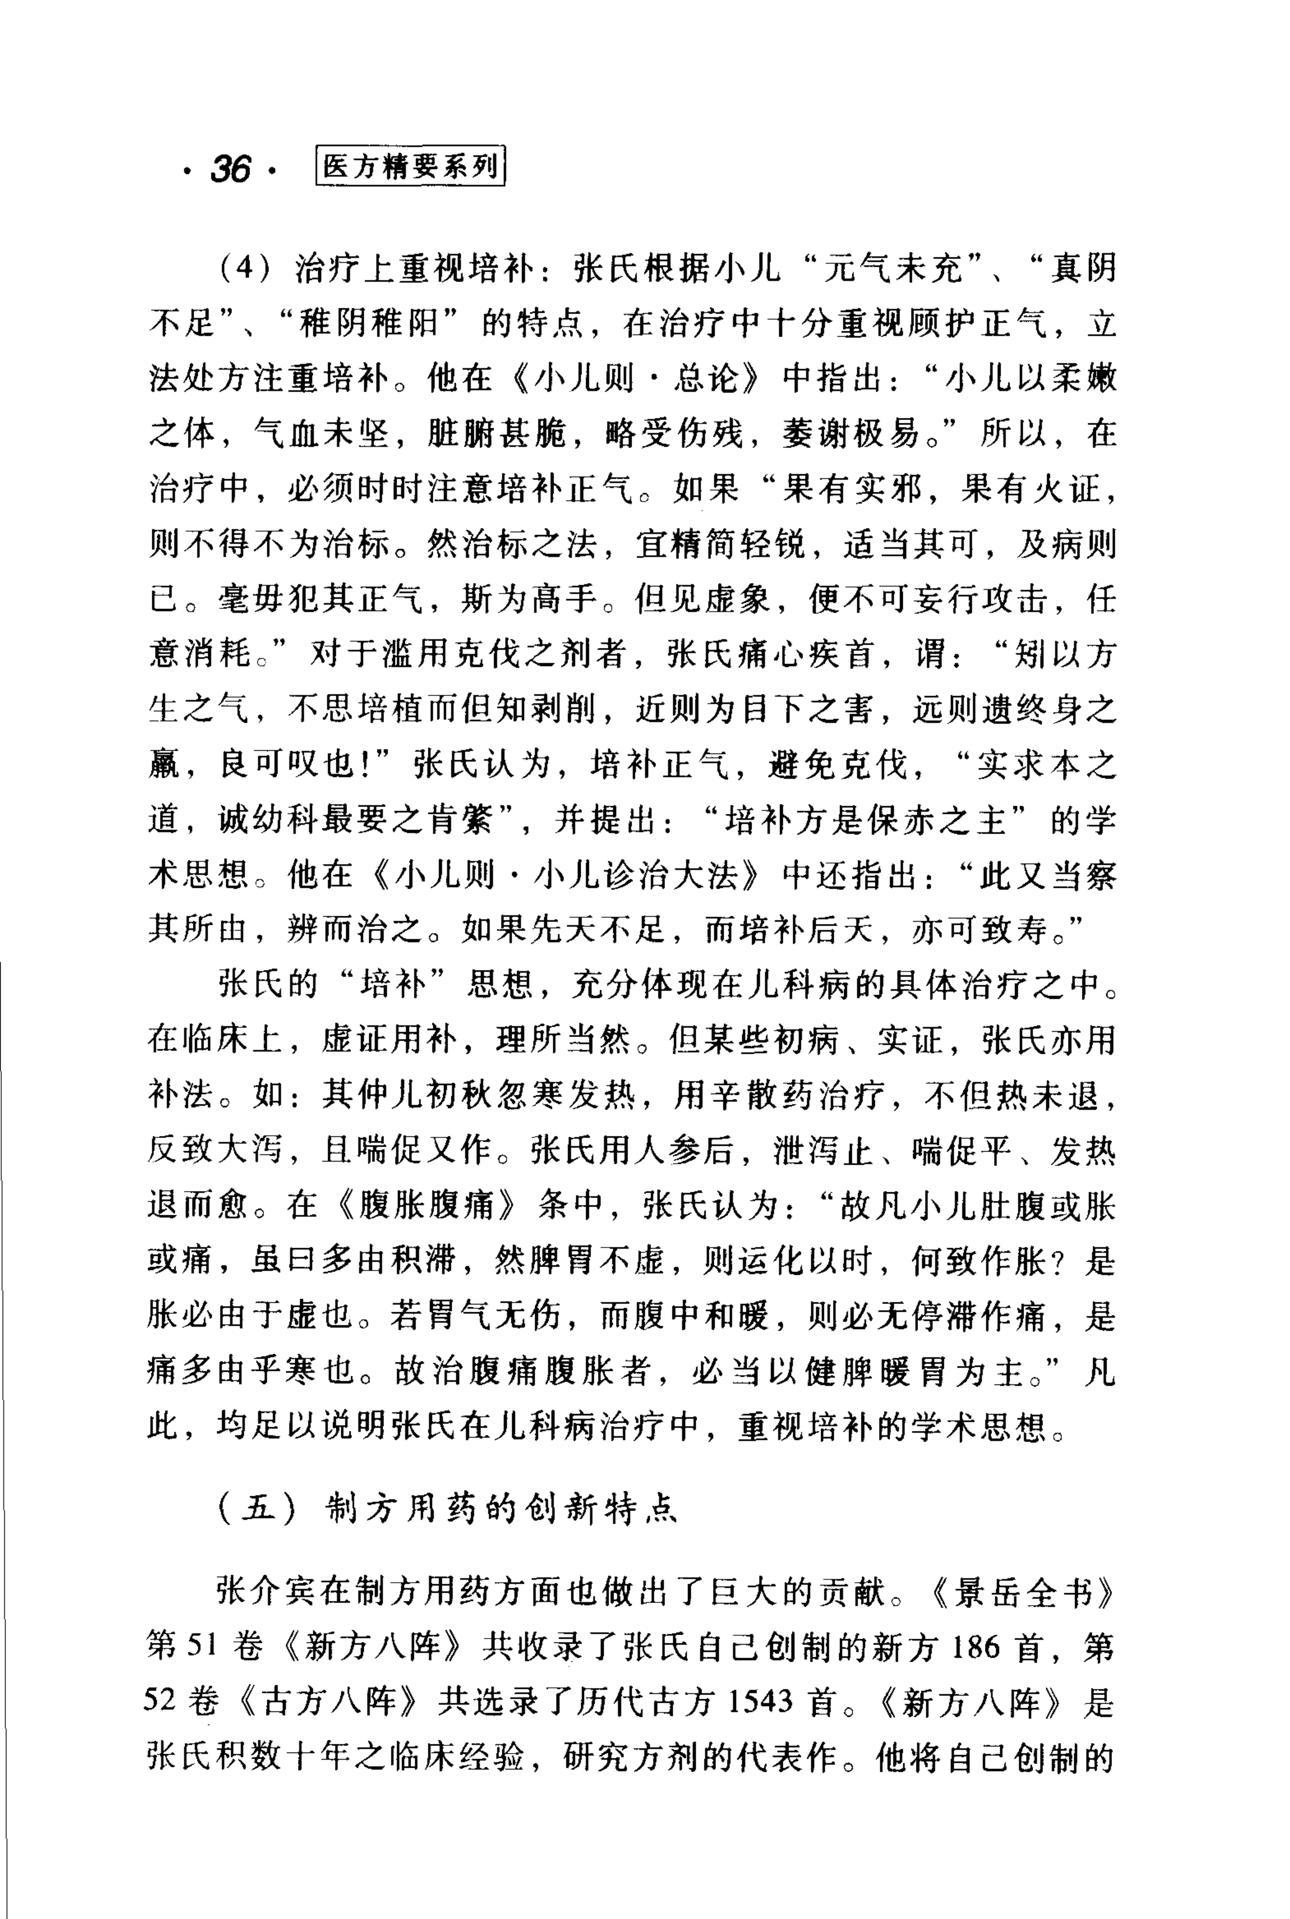 ·36· 医方精要系列
(4) 治疗上重视培补：张氏根据小儿“元气未充”、“真阴
不足”、“稚阴稚阳”的特点，在治疗中十分重视顾护正气，立
法处方注重培补。他在《小儿则·总论》中指出：“小儿以柔嫩
之体，气血未坚，脏腑甚脆，略受伤残，萎谢极易。”所以，在
治疗中，必须时时注意培补正气。如果“果有实邪，果有火证，
则不得不为治标。然治标之法，宜精简轻锐，适当其可，及病则
已。毫毋犯其正气，斯为高手。但见虚象，便不可妄行攻击，任
意消耗。”对于滥用克伐之剂者，张氏痛心疾首，谓：“矧以方
生之气，不思培植而但知剥削，近则为目下之害，远则遗终身之
羸，良可叹也！”张氏认为，培补正气，避免克伐，“实求本之
道，诚幼科最要之肯綮”，并提出：“培补方是保赤之主”的学
术思想。他在《小儿则·小儿诊治大法》中还指出：“此又当察
其所由，辨而治之。如果先天不足，而培补后天，亦可致寿。”
张氏的“培补”思想，充分体现在儿科病的具体治疗之中。
在临床上，虚证用补，理所当然。但某些初病、实证，张氏亦用
补法。如：其仲儿初秋忽寒发热，用辛散药治疗，不但热未退，
反致大泻，且喘促又作。张氏用人参后，泄泻止、喘促平、发热
退而愈。在《腹胀腹痛》条中，张氏认为：“故凡小儿肚腹或胀
或痛，虽曰多由积滞，然脾胃不虚，则运化以时，何致作胀？是
胀必由于虚也。若胃气无伤，而腹中和暖，则必无停滞作痛，是
痛多由乎寒也。故治腹痛腹胀者，必当以健脾暖胃为主。”凡
此，均足以说明张氏在儿科病治疗中，重视培补的学术思想。
（五）制方用药的创新特点
张介宾在制方用药方面也做出了巨大的贡献。《景岳全书》
第51卷《新方八阵》共收录了张氏自己创制的新方186首，第
52卷《古方八阵》共选录了历代古方1543首。《新方八阵》是
张氏积数十年之临床经验，研究方剂的代表作。他将自己创制的